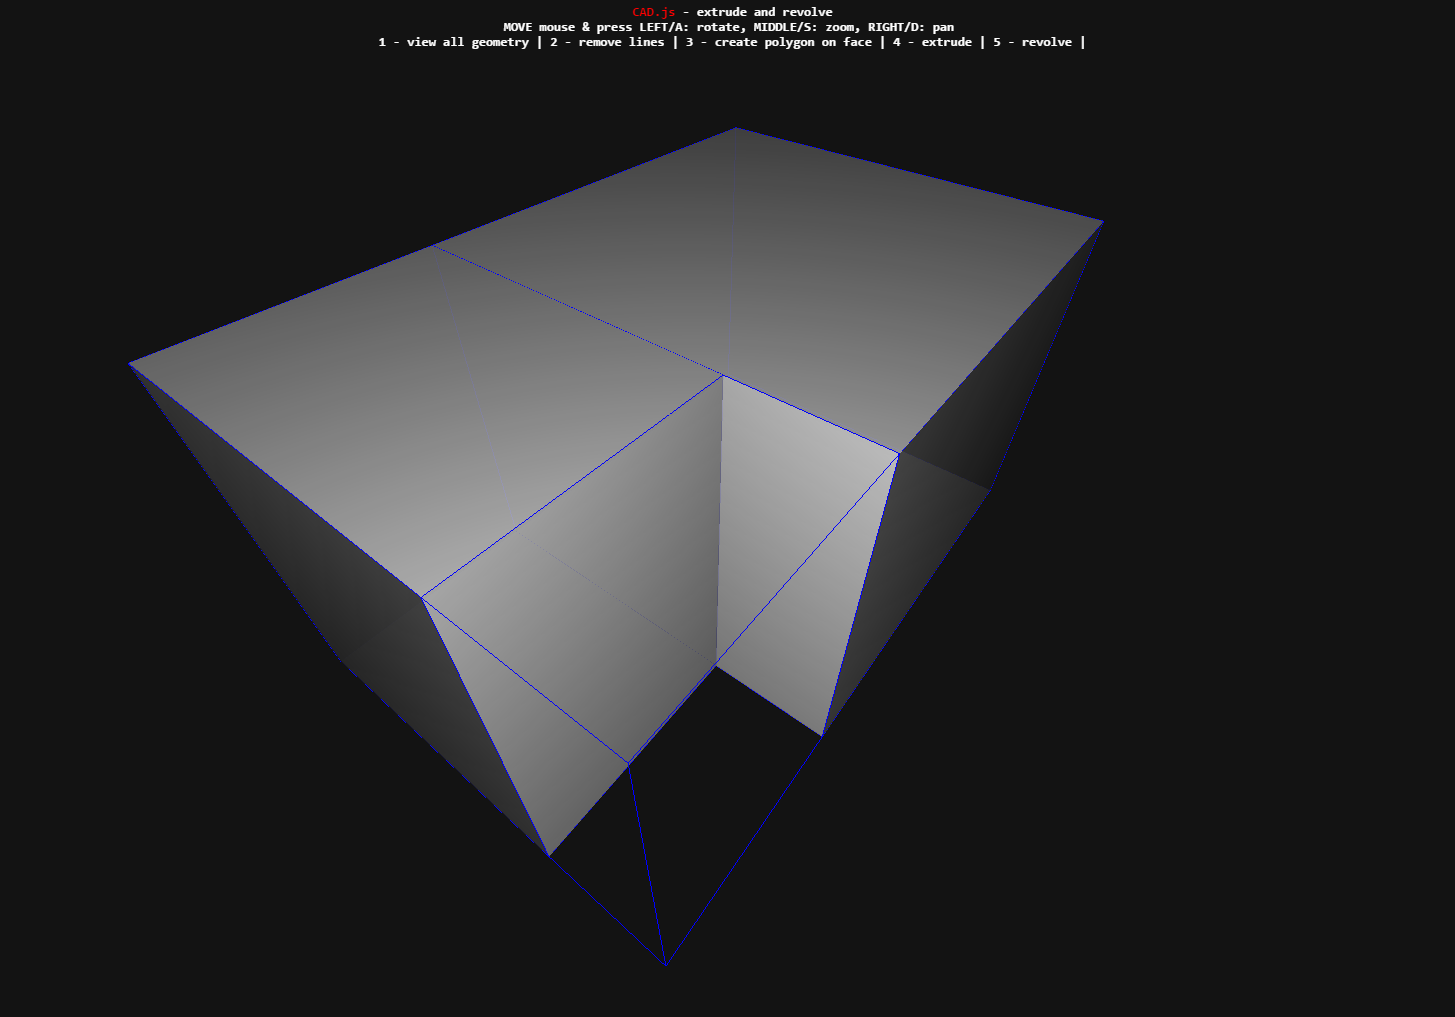 CAD.js - extrude and revolve
MOVE mouse & press LEFT/A: rotate, MIDDLE/S: zoom, RIGHT/D: pan
1 - view all geometry | 2 - remove lines | 3 - create polygon on face | 4 - extrude | 5 - revolve |